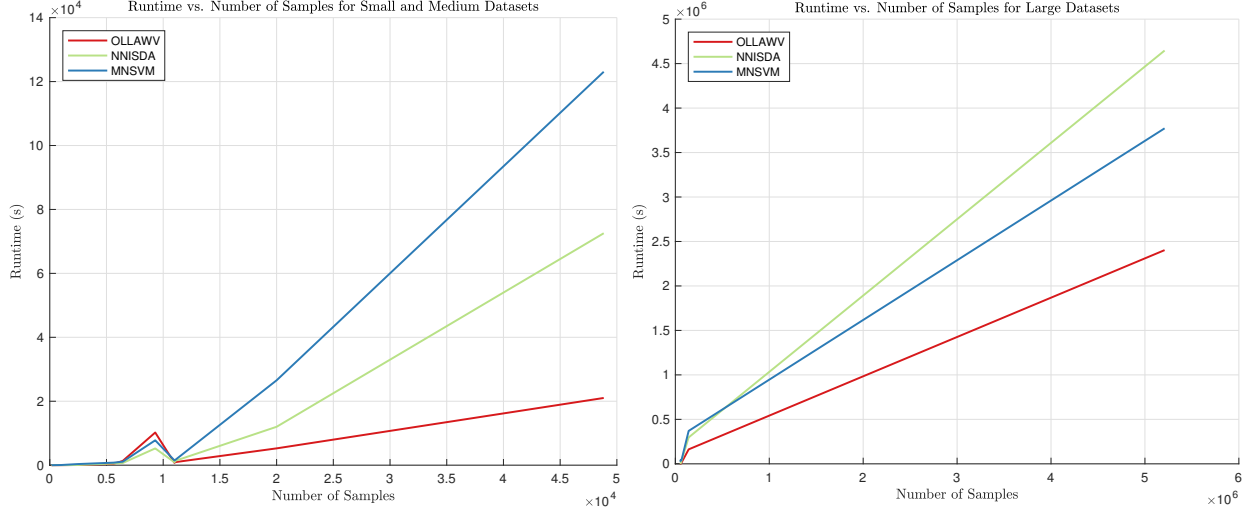 Runtime vs. Number of Samples for Small and Medium Datasets
×10^4
14
12
10
8
6
4
2
0
Runtime (s)
OLLAWV
NNISDA
MNSVM
0 0.5 1 1.5 2 2.5 3 3.5 4 4.5 5
Number of Samples
×10^4
Runtime vs. Number of Samples for Large Datasets
×10^6
5
4.5
4
3.5
3
2.5
2
1.5
1
0.5
0
Runtime (s)
OLLAWV
NNISDA
MNSVM
0 1 2 3 4 5 6
Number of Samples
×10^6